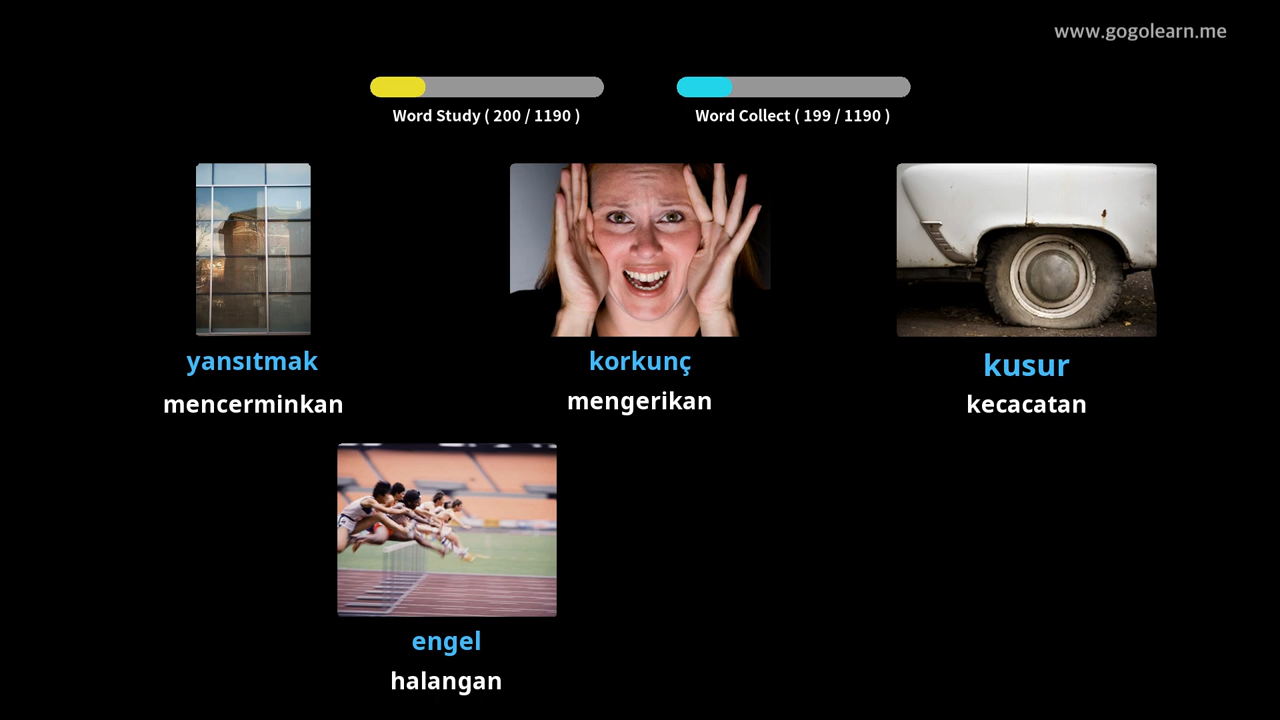 www.gogolearn.me
Word Study ( 200 / 1190 )
Word Collect ( 199 / 1190 )
yansıtmak
mencerminkan
korkunç
mengerikan
kusur
kecacatan
engel
halangan